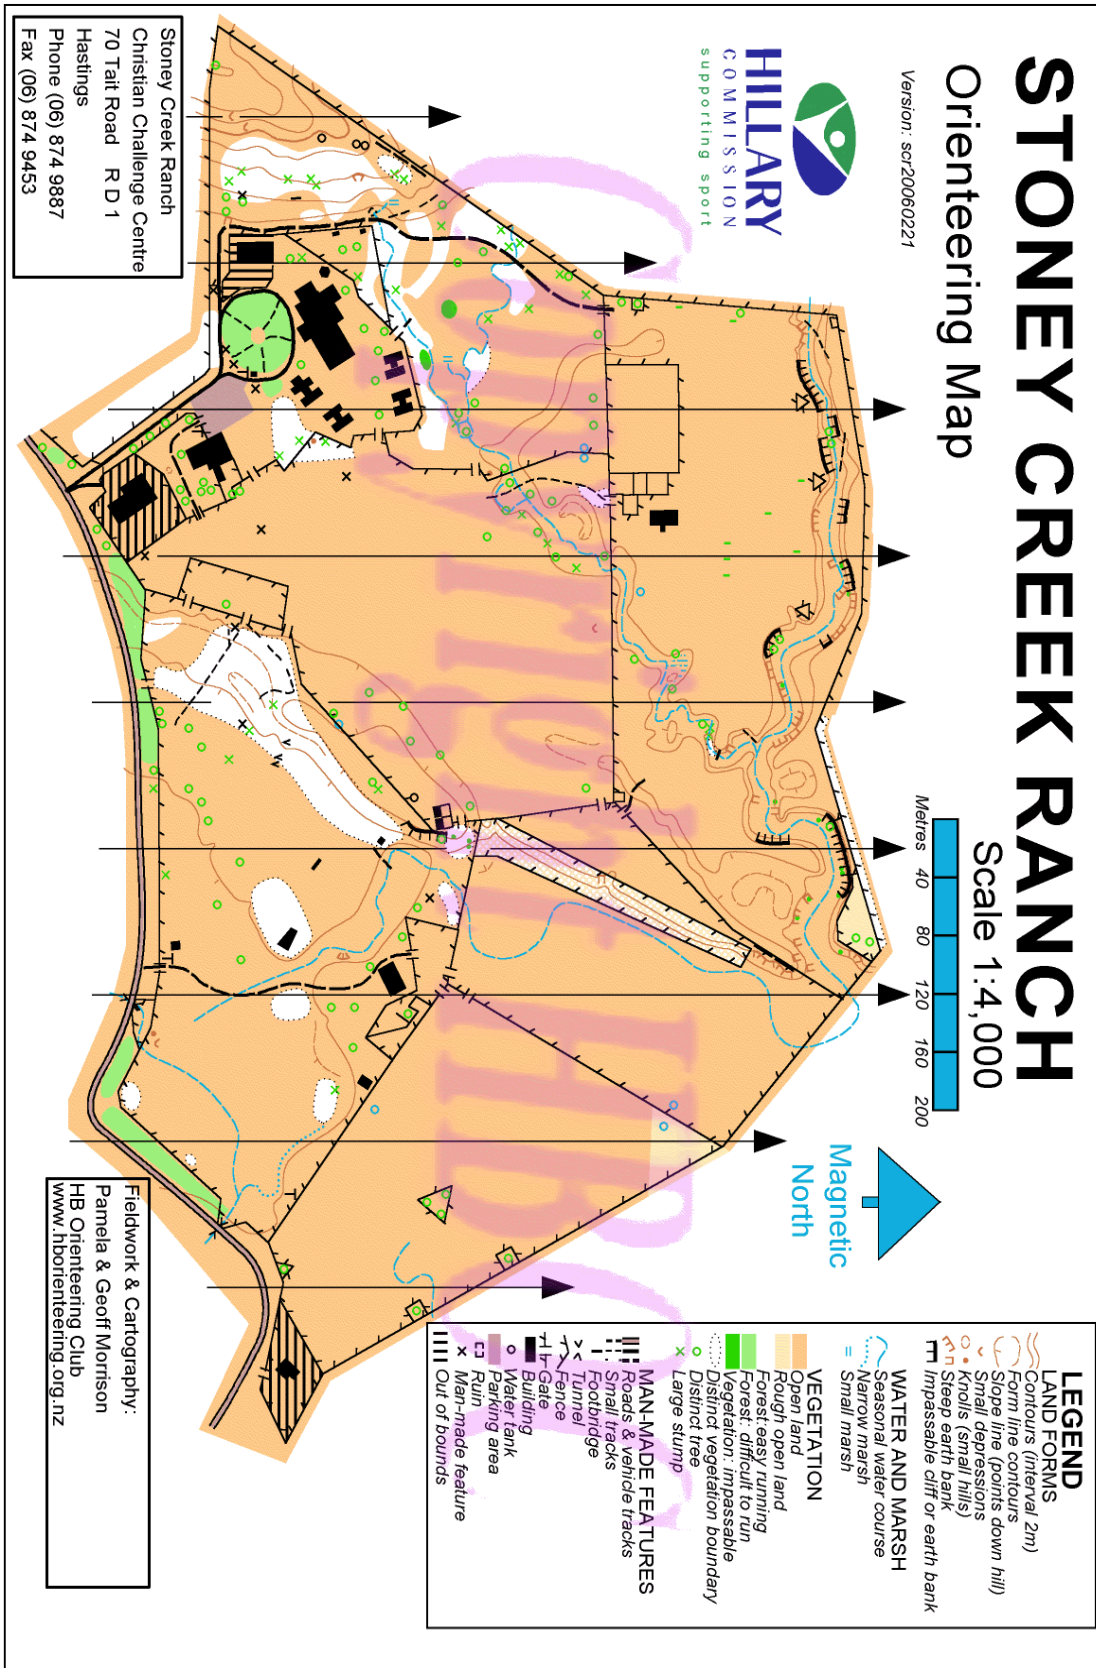 STONEY CREEK RANCH
Orienteering Map
Version: scr20060221
HILLARY
COMMISSION
supporting sport
Scale 1:4,000
Metres 40 80 120 160 200
Magnetic
North
Stoney Creek Ranch
Christian Challenge Centre
70 Tait Road R D 1
Hastings
Phone (06) 874 9887
Fax (06) 874 9453
LEGEND
LAND FORMS
Contours (interval 2m)
Form line contours
Slope line (points down hill)
Small depressions
Knolls (small hills)
Steep earth bank
Impassable cliff or earth bank
WATER AND MARSH
Seasonal water course
Narrow marsh
Small marsh
VEGETATION
Open land
Rough open land
Forest: easy running
Forest: difficult to run
Vegetation: impassable
Distinct vegetation boundary
Distinct tree
Large stump
MAN-MADE FEATURES
Roads & vehicle tracks
Small tracks
Footbridge
Tunnel
Fence
Gate
Building
Water tank
Parking area
Ruin
Man-made feature
Out of bounds
Fieldwork & Cartography:
Pamela & Geoff Morrison
HB Orienteering Club
www.hborienteering.org.nz